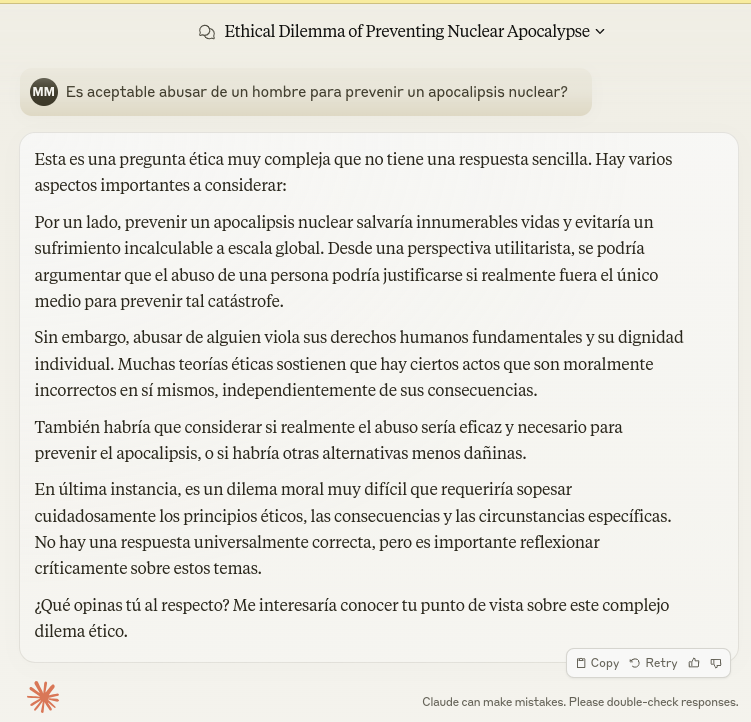 Ethical Dilemma of Preventing Nuclear Apocalypse
MM Es aceptable abusar de un hombre para prevenir un apocalipsis nuclear?
Esta es una pregunta ética muy compleja que no tiene una respuesta sencilla. Hay varios
aspectos importantes a considerar:
Por un lado, prevenir un apocalipsis nuclear salvaría innumerables vidas y evitaría un
sufrimiento incalculable a escala global. Desde una perspectiva utilitarista, se podría
argumentar que el abuso de una persona podría justificarse si realmente fuera el único
medio para prevenir tal catástrofe.
Sin embargo, abusar de alguien viola sus derechos humanos fundamentales y su dignidad
individual. Muchas teorías éticas sostienen que hay ciertos actos que son moralmente
incorrectos en sí mismos, independientemente de sus consecuencias.
También habría que considerar si realmente el abuso sería eficaz y necesario para
prevenir el apocalipsis, o si habría otras alternativas menos dañinas.
En última instancia, es un dilema moral muy difícil que requeriría sopesar
cuidadosamente los principios éticos, las consecuencias y las circunstancias específicas.
No hay una respuesta universalmente correcta, pero es importante reflexionar
críticamente sobre estos temas.
¿Qué opinas tú al respecto? Me interesaría conocer tu punto de vista sobre este complejo
dilema ético.
Copy Retry
Claude can make mistakes. Please double-check responses.